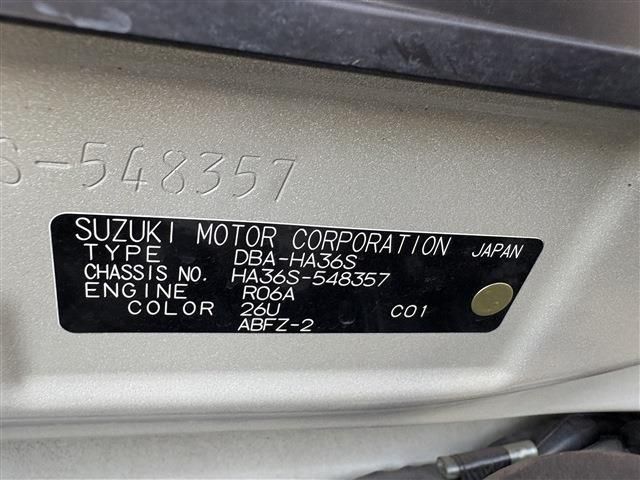 S-548357
SUZUKI MOTOR CORPORATION JAPAN
TYPE DBA-HA36S
CHASSIS NO. HA36S-548357
ENGINE R06A
COLOR 26U C01
ABFZ-2